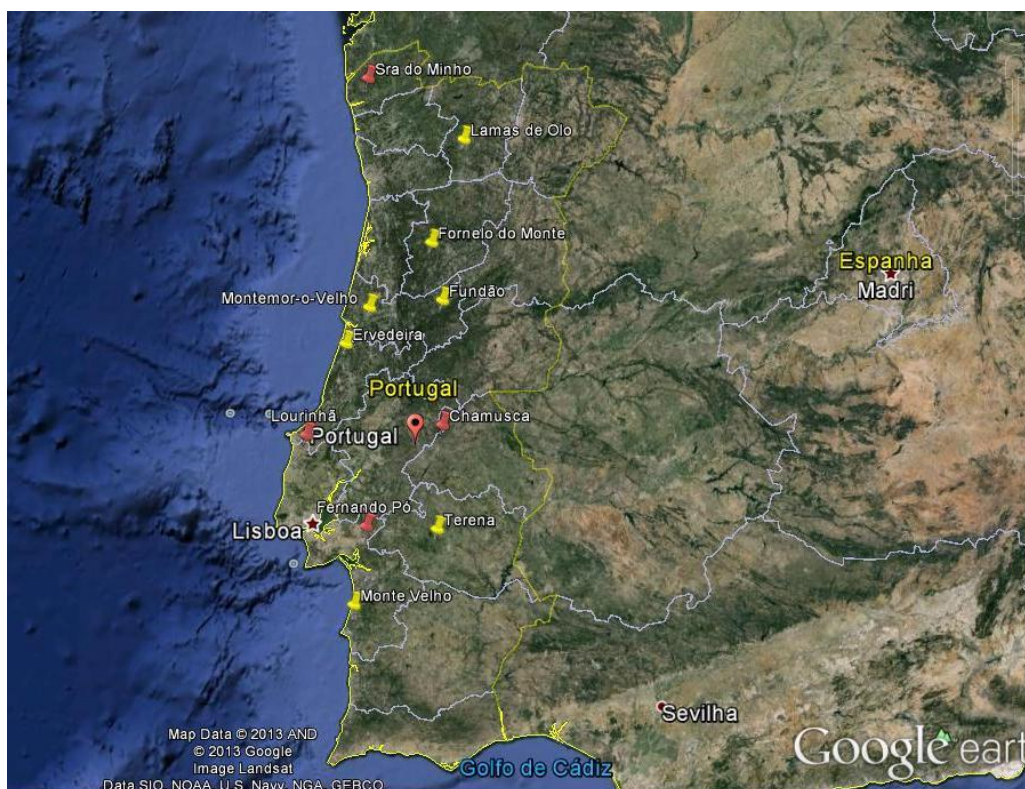 Sra do Minho
Lamas de Olo
Fornelo do Monte
Espanha
Madri
Montemor-o-Velho
Fundão
Ervedeira
Portugal
Lourinhã
Chamusca
Portugal
Fernando Pó
Lisboa
Terena
Monte Velho
Sevilha
Map Data © 2013 AND
© 2013 Google
Image Landsat
Data SIO, NOAA, U.S. Navy, NGA, GEBCO
Golfo de Cádiz
Google eart